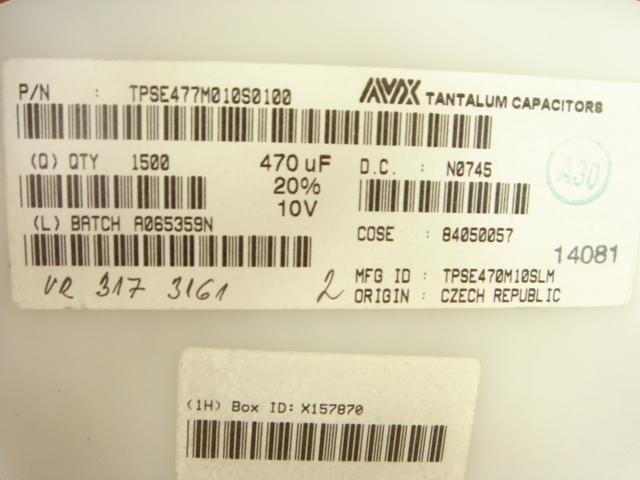 P/N : TPSE477M010S0100
AVX TANTALUM CAPACITORS
(Q) QTY 1500
470 uF
20%
10V
D.C. : N0745
A30
(L) BATCH A065359N
COSE : 84050057
14081
VR 317 3161 2
MFG ID : TPSE470M10SLM
ORIGIN : CZECH REPUBLIC
(1H) Box ID: X157870